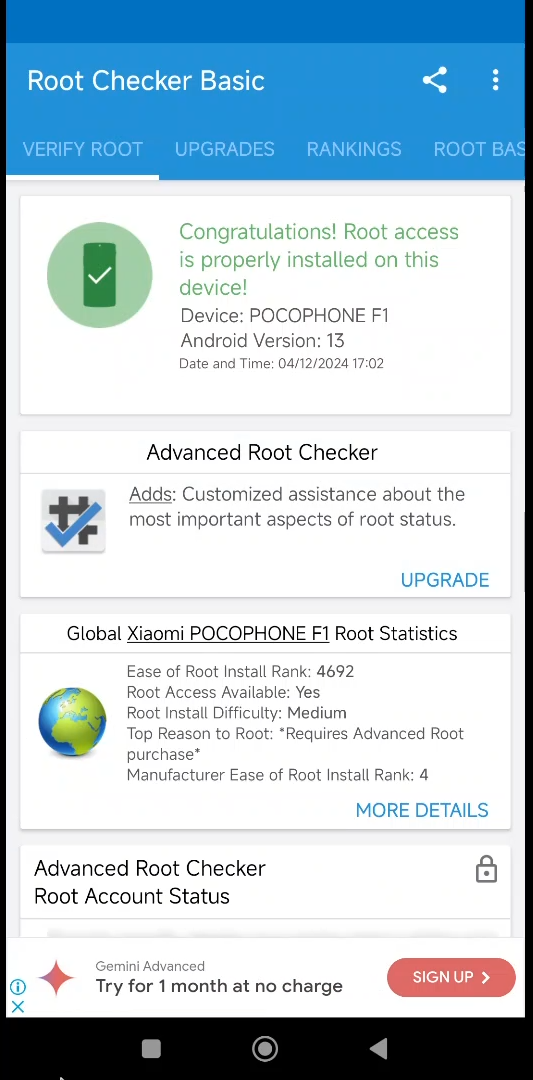 Root Checker Basic
VERIFY ROOT UPGRADES RANKINGS ROOT BAS
Congratulations! Root access
is properly installed on this
device!
Device: POCOPHONE F1
Android Version: 13
Date and Time: 04/12/2024 17:02
Advanced Root Checker
Adds: Customized assistance about the
most important aspects of root status.
UPGRADE
Global Xiaomi POCOPHONE F1 Root Statistics
Ease of Root Install Rank: 4692
Root Access Available: Yes
Root Install Difficulty: Medium
Top Reason to Root: *Requires Advanced Root
purchase*
Manufacturer Ease of Root Install Rank: 4
MORE DETAILS
Advanced Root Checker
Root Account Status
Gemini Advanced
Try for 1 month at no charge
SIGN UP